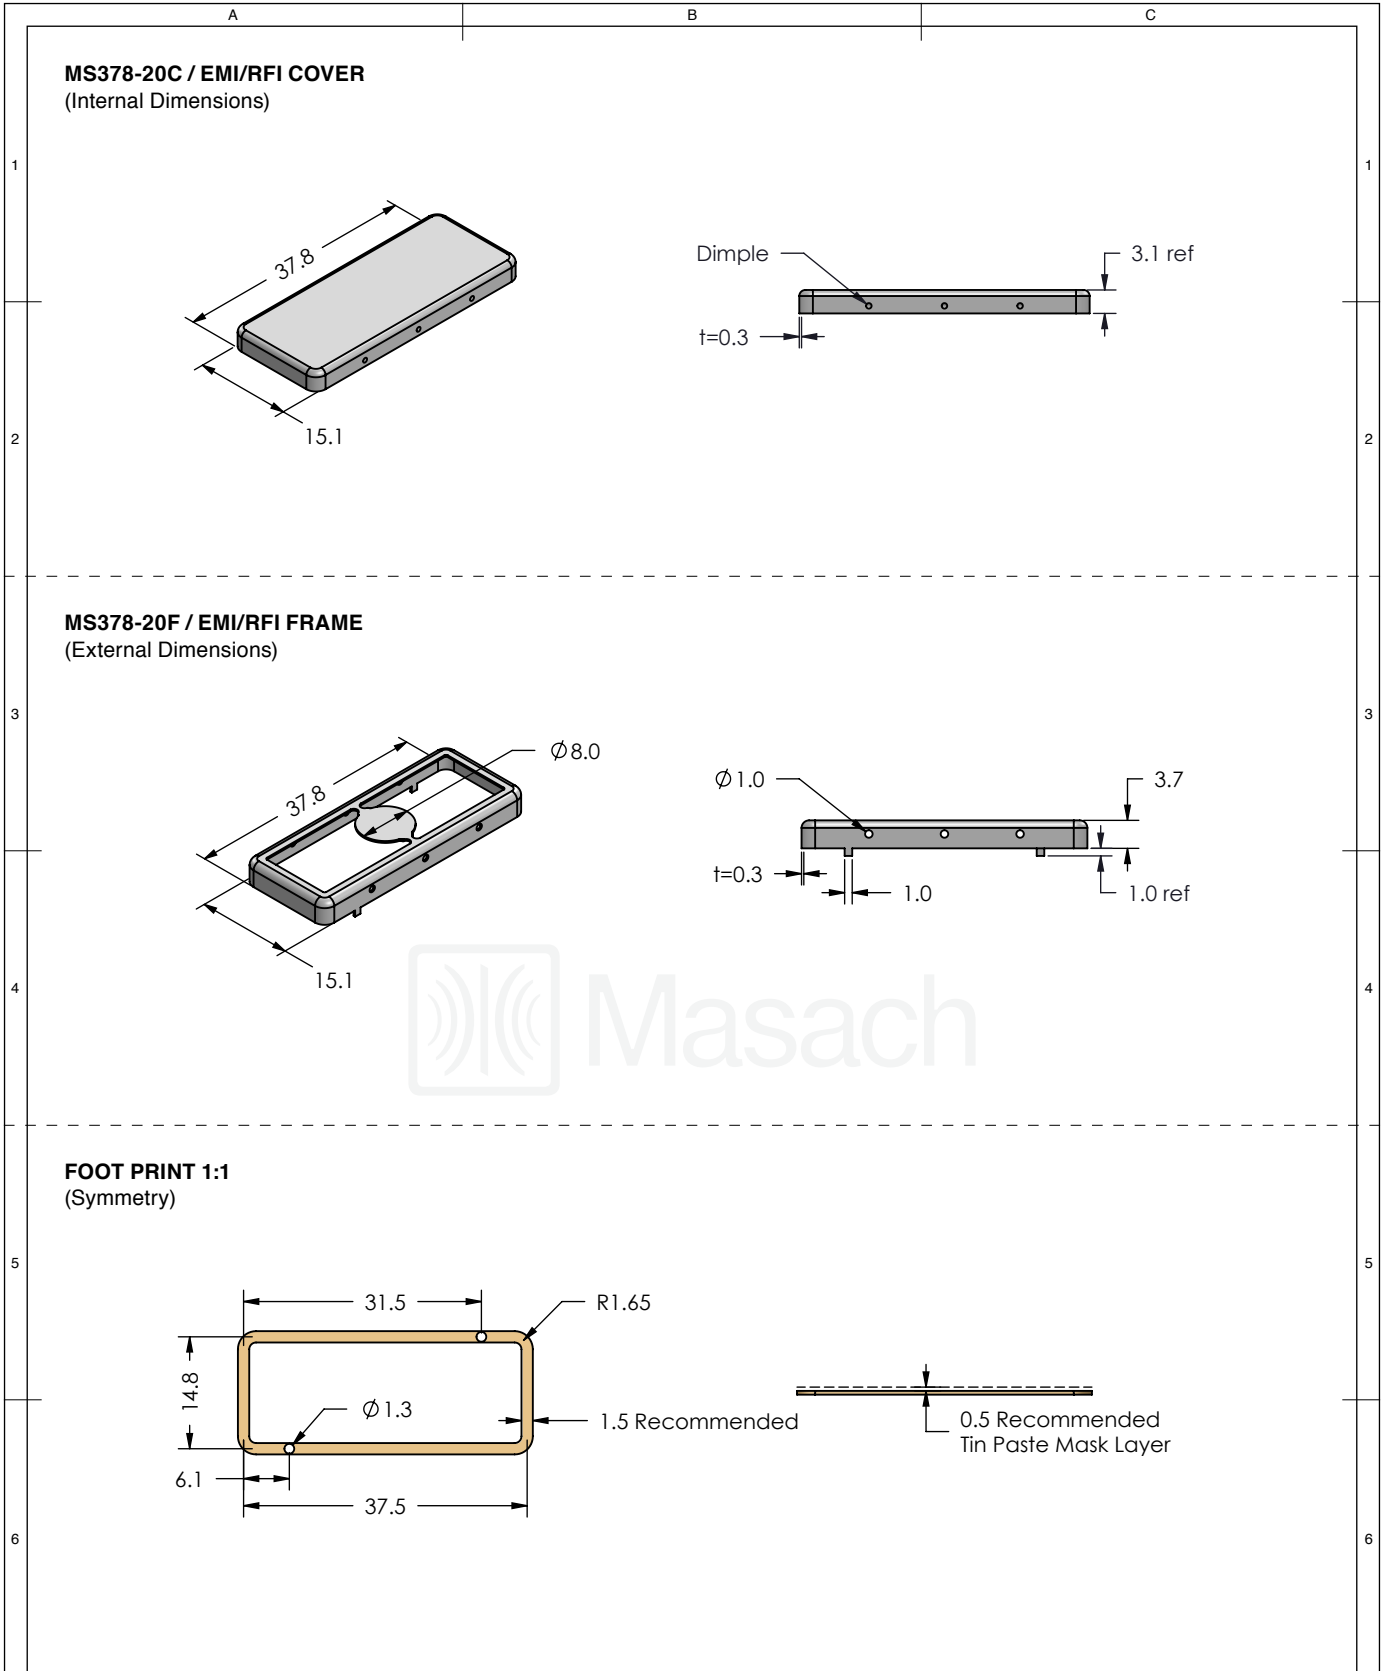 A B C
MS378-20C / EMI/RFI COVER
(Internal Dimensions)
1 1
37.8
15.1
Dimple
3.1 ref
t=0.3
2 2
MS378-20F / EMI/RFI FRAME
(External Dimensions)
3 3
37.8
Ø8.0
15.1
Ø1.0
3.7
t=0.3
1.0
1.0 ref
Masach
4 4
FOOT PRINT 1:1
(Symmetry)
5 5
31.5
R1.65
14.8
Ø1.3
1.5 Recommended
6.1
37.5
0.5 Recommended
Tin Paste Mask Layer
6 6